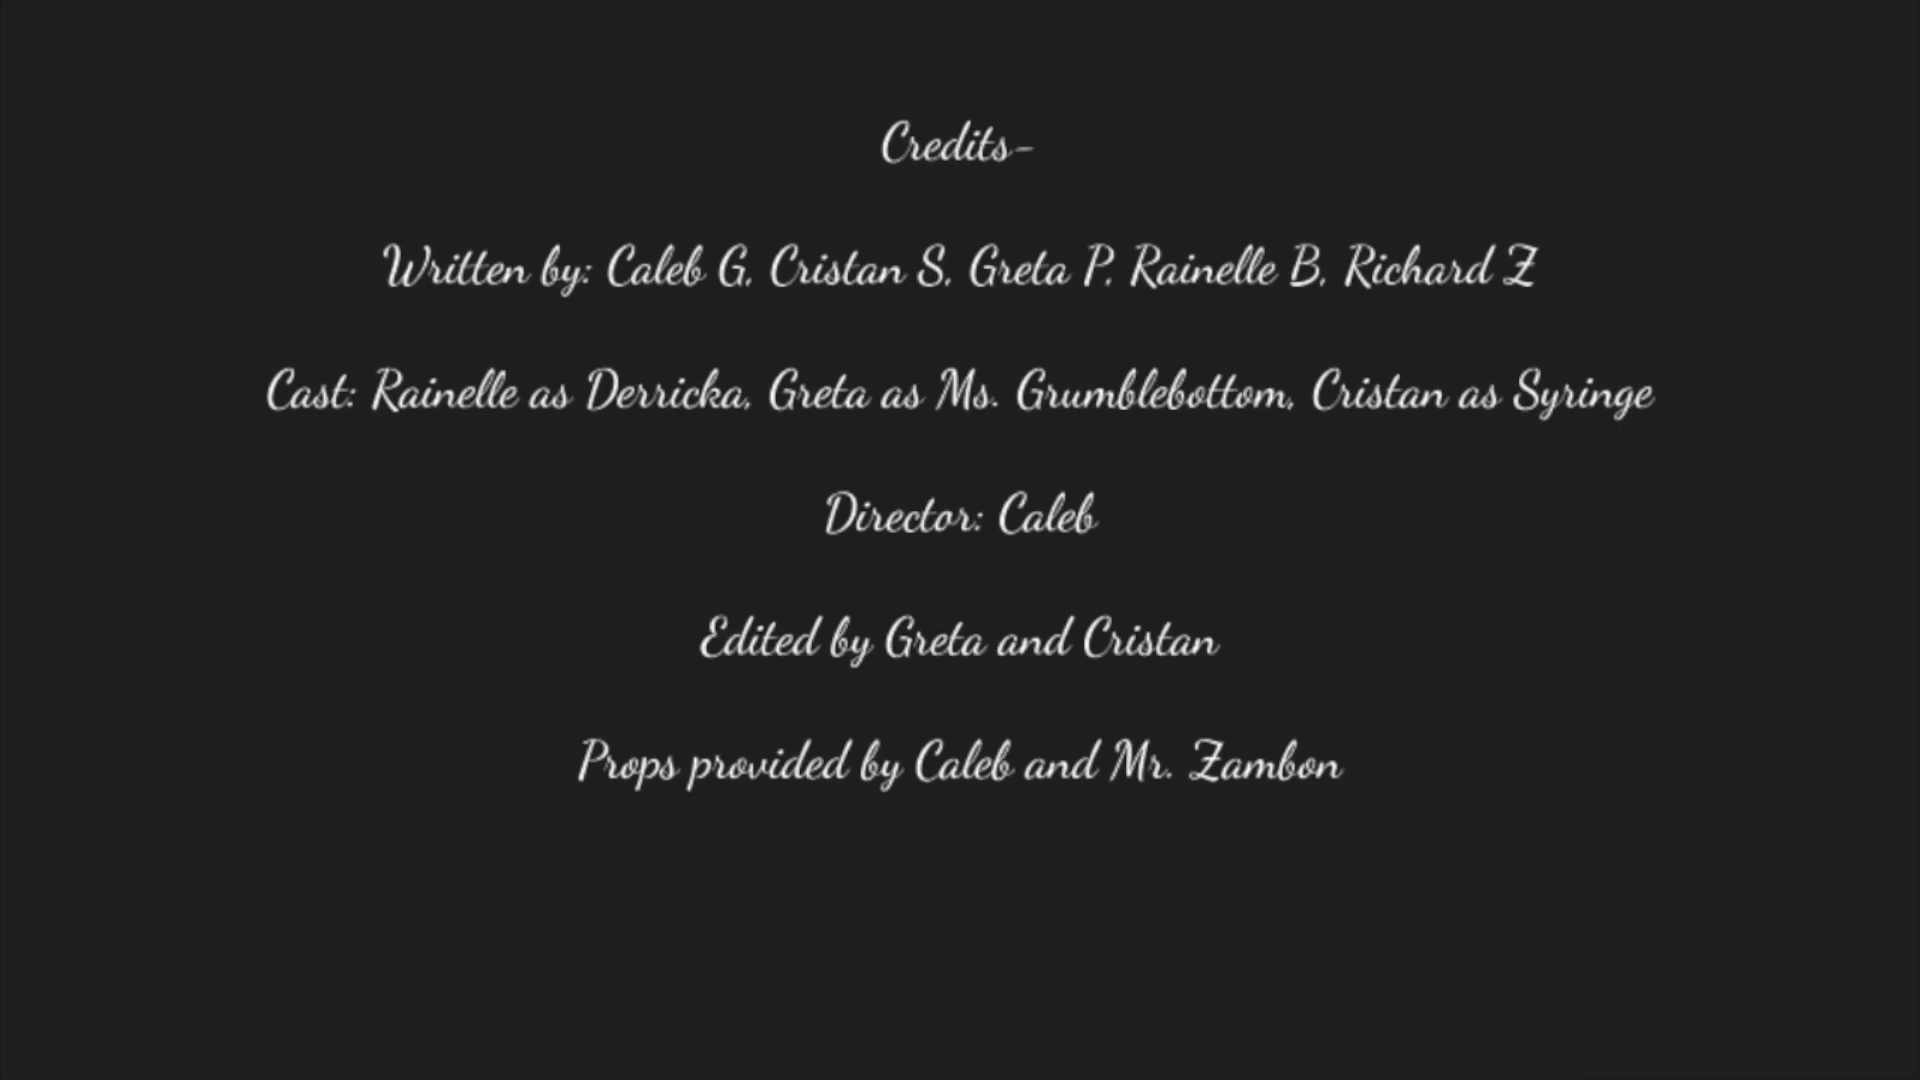 Credits-
Written by: Caleb G, Cristan S, Greta P, Rainelle B, Richard Z
Cast: Rainelle as Derricka, Greta as Ms. Grumblebottom, Cristan as Syringe
Director: Caleb
Edited by Greta and Cristan
Props provided by Caleb and Mr. Zambon